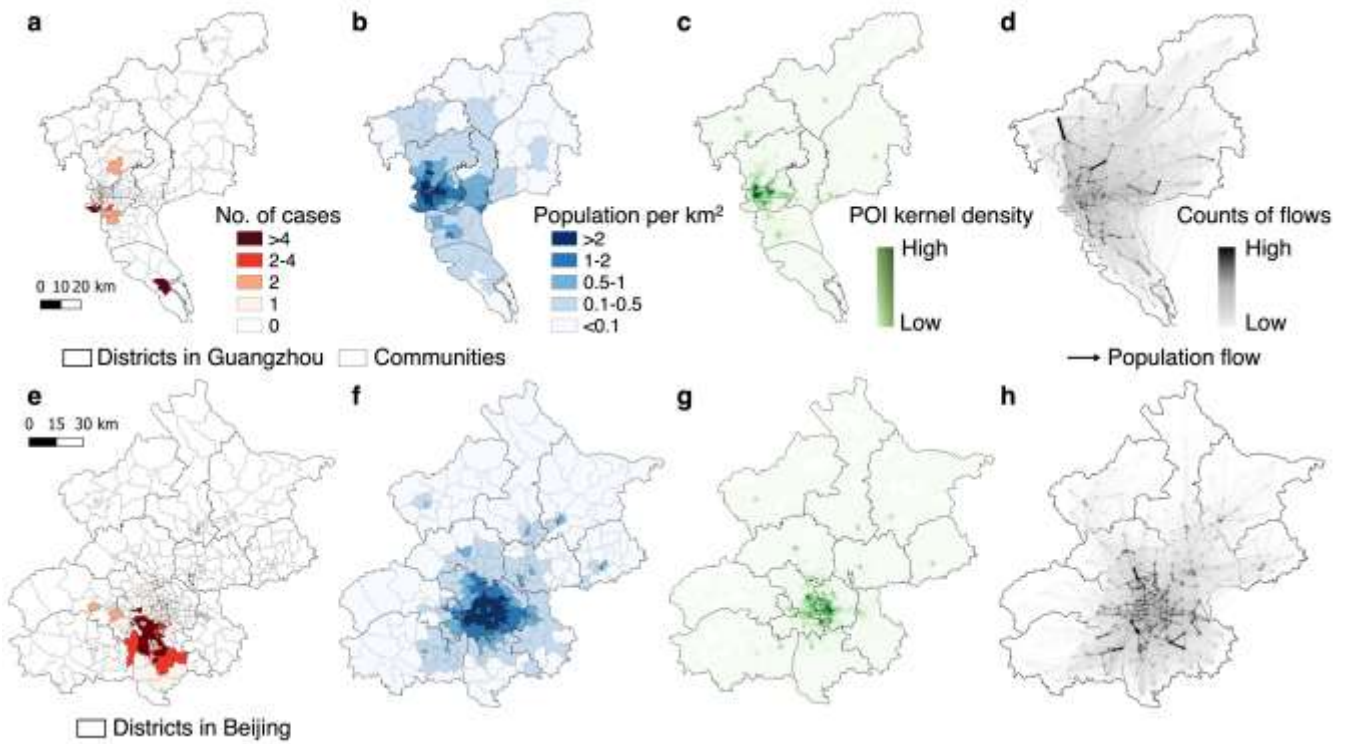 a
b
c
d
No. of cases
>4
2-4
2
1
0
0 10 20 km
Population per km²
>2
1-2
0.5-1
0.1-0.5
<0.1
POI kernel density
High
Low
Counts of flows
High
Low
Districts in Guangzhou
Communities
Population flow
e
f
g
h
0 15 30 km
Districts in Beijing